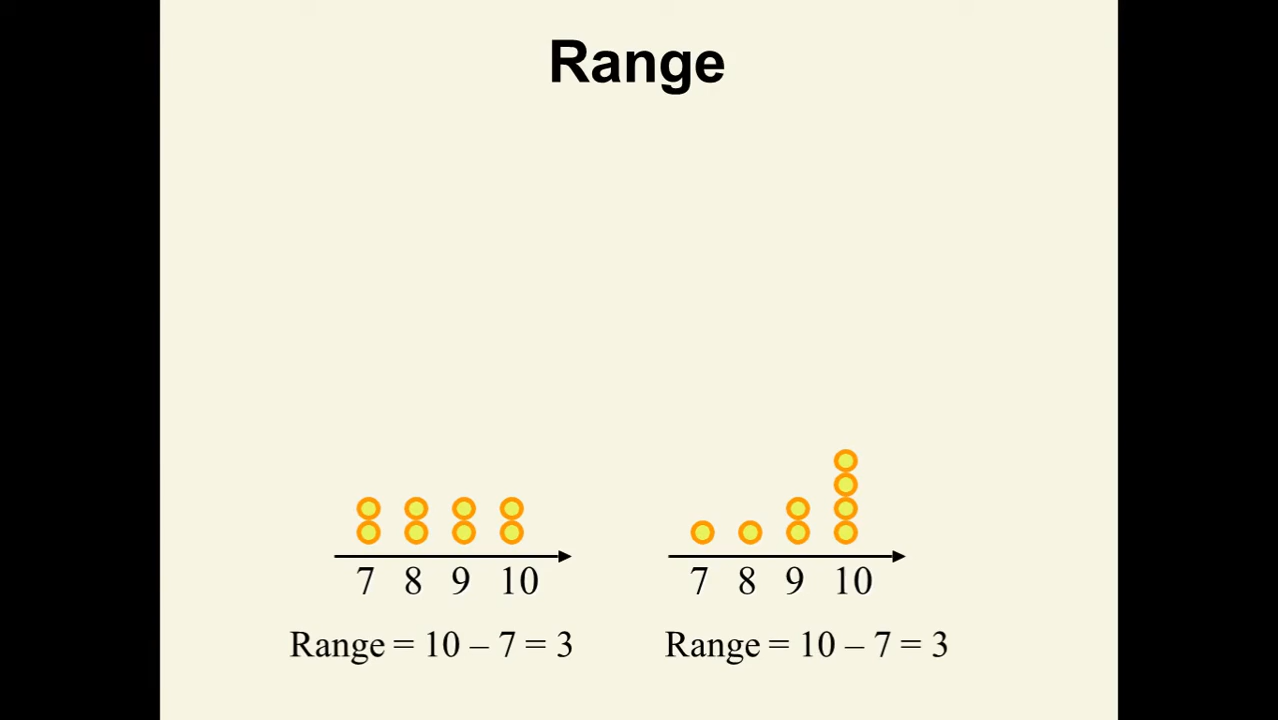 Range
7 8 9 10
7 8 9 10
Range = 10 – 7 = 3
Range = 10 – 7 = 3